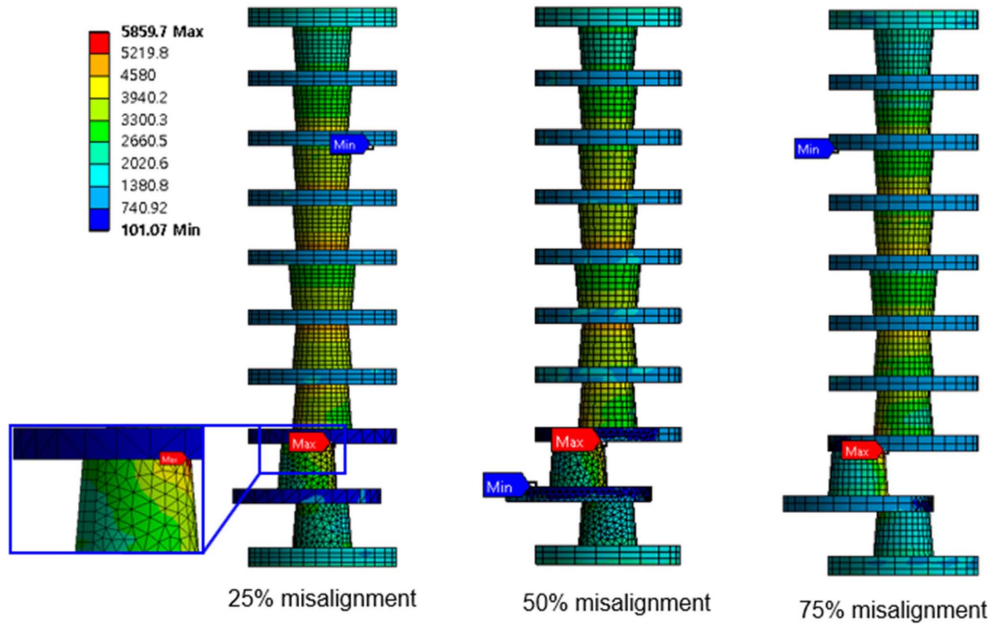 5859.7 Max
5219.8
4580
3940.2
3300.3
2660.5
2020.6
1380.8
740.92
101.07 Min
Min
Min
Max
Max
Max
Max
Min
25% misalignment
50% misalignment
75% misalignment